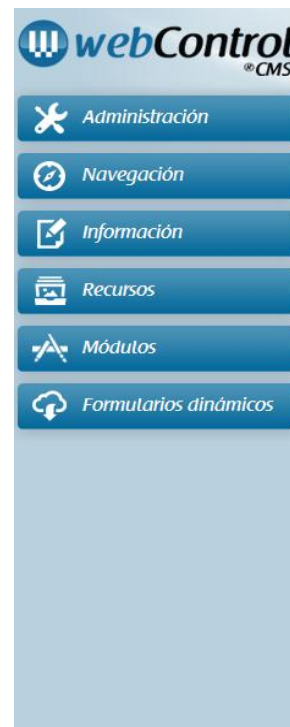 webControl
®CMS
Administración
Navegación
Información
Recursos
Módulos
Formularios dinámicos